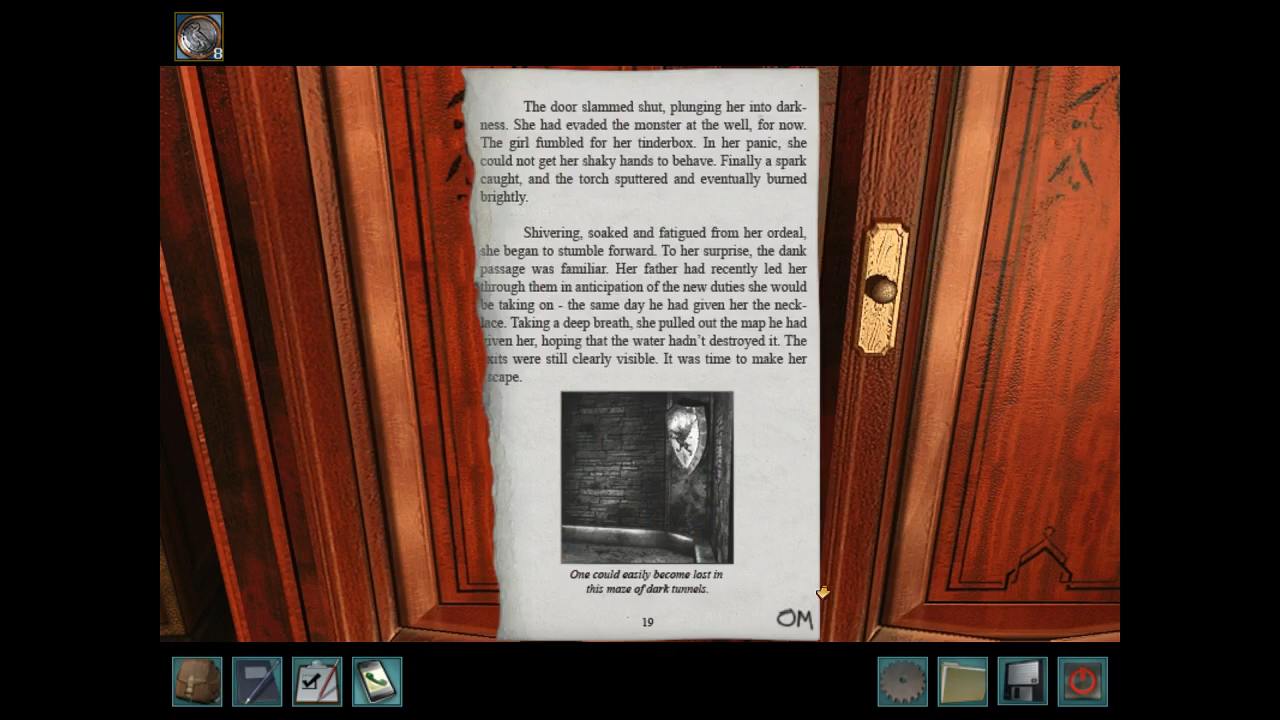 8
The door slammed shut, plunging her into dark-
ness. She had evaded the monster at the well, for now.
The girl fumbled for her tinderbox. In her panic, she
could not get her shaky hands to behave. Finally a spark
caught, and the torch sputtered and eventually burned
brightly.
Shivering, soaked and fatigued from her ordeal,
she began to stumble forward. To her surprise, the dank
passage was familiar. Her father had recently led her
through them in anticipation of the new duties she would
be taking on - the same day he had given her the neck-
lace. Taking a deep breath, she pulled out the map he had
given her, hoping that the water hadn't destroyed it. The
xits were still clearly visible. It was time to make her
scape.
One could easily become lost in
this maze of dark tunnels.
19
OM